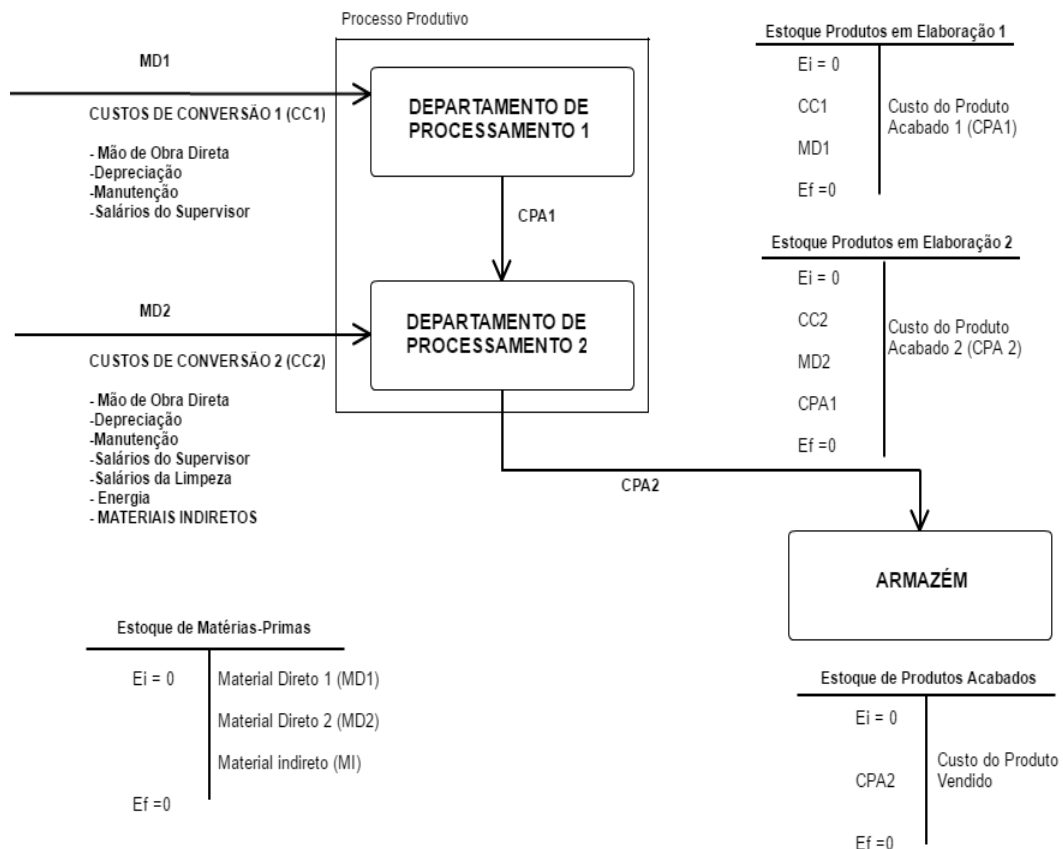 Processo Produtivo
MD1
CUSTOS DE CONVERSÃO 1 (CC1)
- Mão de Obra Direta
-Depreciação
-Manutenção
-Salários do Supervisor
DEPARTAMENTO DE
PROCESSAMENTO 1
CPA1
MD2
CUSTOS DE CONVERSÃO 2 (CC2)
- Mão de Obra Direta
-Depreciação
-Manutenção
-Salários do Supervisor
-Salários da Limpeza
- Energia
- MATERIAIS INDIRETOS
DEPARTAMENTO DE
PROCESSAMENTO 2
CPA2
ARMAZÉM
Estoque Produtos em Elaboração 1
Ei = 0
CC1
MD1
Ef =0
Custo do Produto
Acabado 1 (CPA1)
Estoque Produtos em Elaboração 2
Ei = 0
CC2
MD2
CPA1
Ef =0
Custo do Produto
Acabado 2 (CPA 2)
Estoque de Matérias-Primas
Ei = 0
Ef =0
Material Direto 1 (MD1)
Material Direto 2 (MD2)
Material indireto (MI)
Estoque de Produtos Acabados
Ei = 0
CPA2
Ef =0
Custo do Produto
Vendido